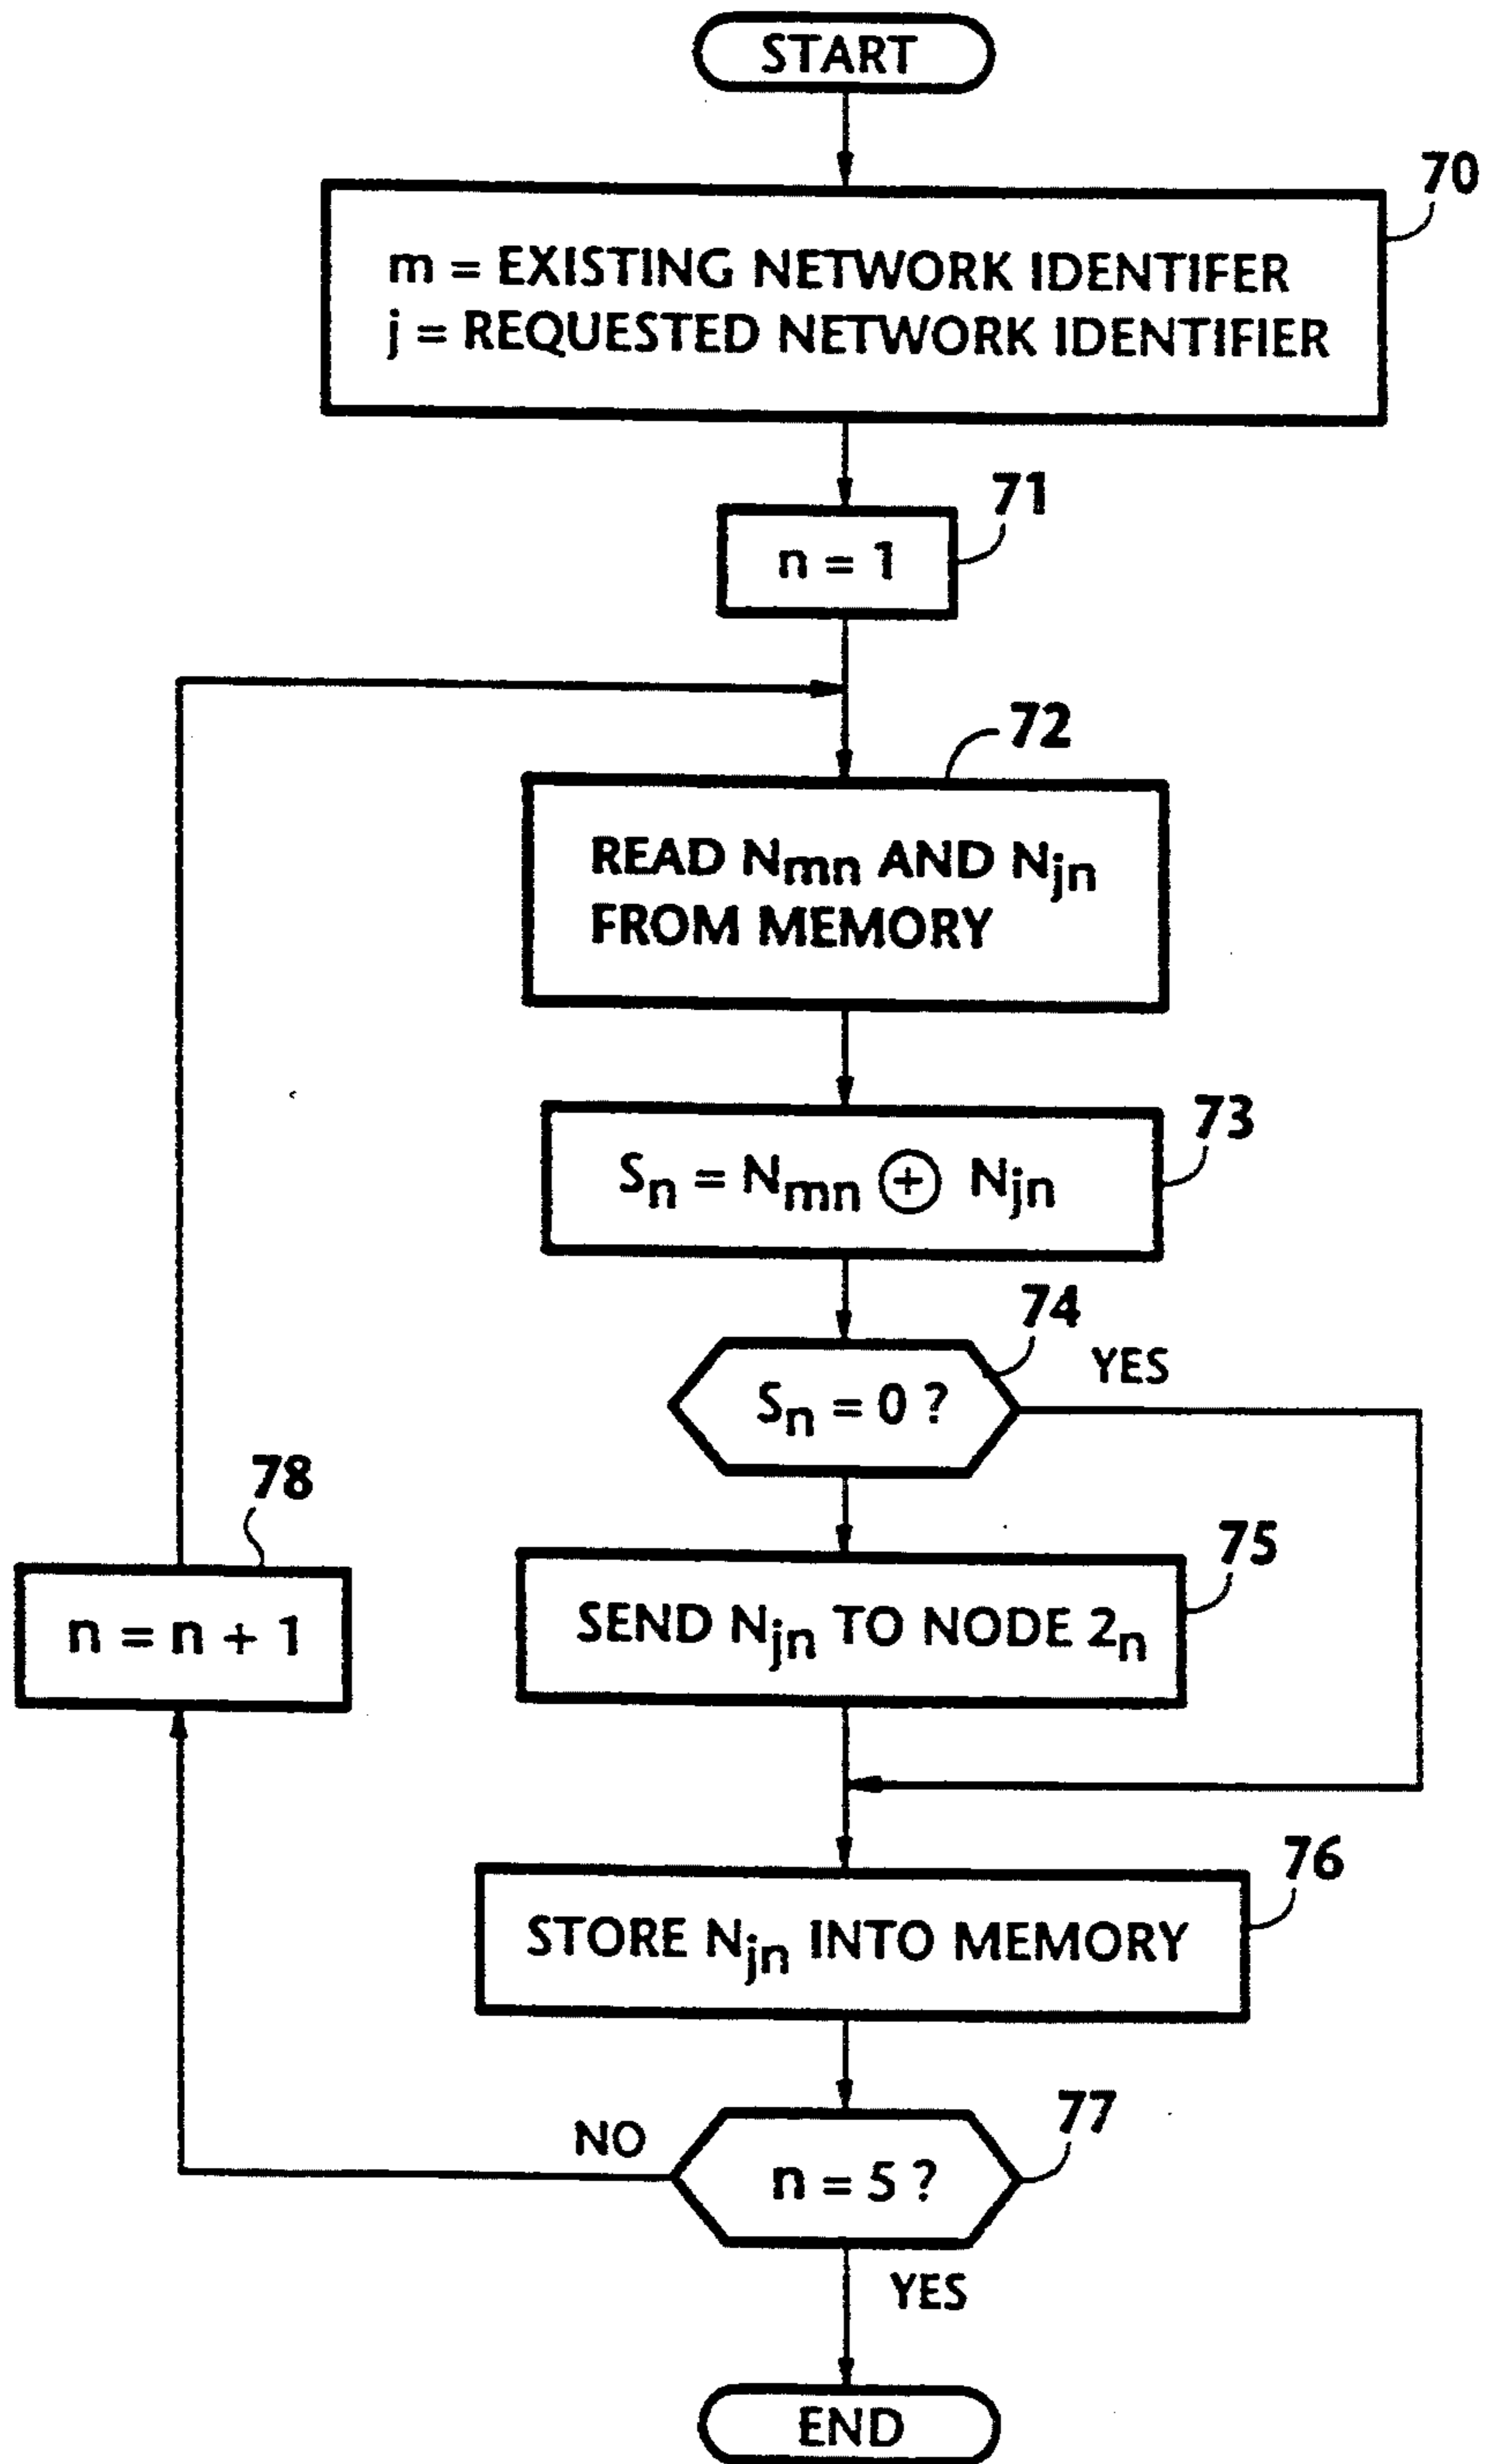 START
70
m = EXISTING NETWORK IDENTIFER
j = REQUESTED NETWORK IDENTIFIER
71
n = 1
72
READ Nmn AND Njn
FROM MEMORY
73
Sn = Nmn ⊕ Njn
74
YES
Sn = 0 ?
78
75
n = n + 1
SEND Njn TO NODE 2n
76
STORE Njn INTO MEMORY
77
NO
n = 5 ?
YES
END